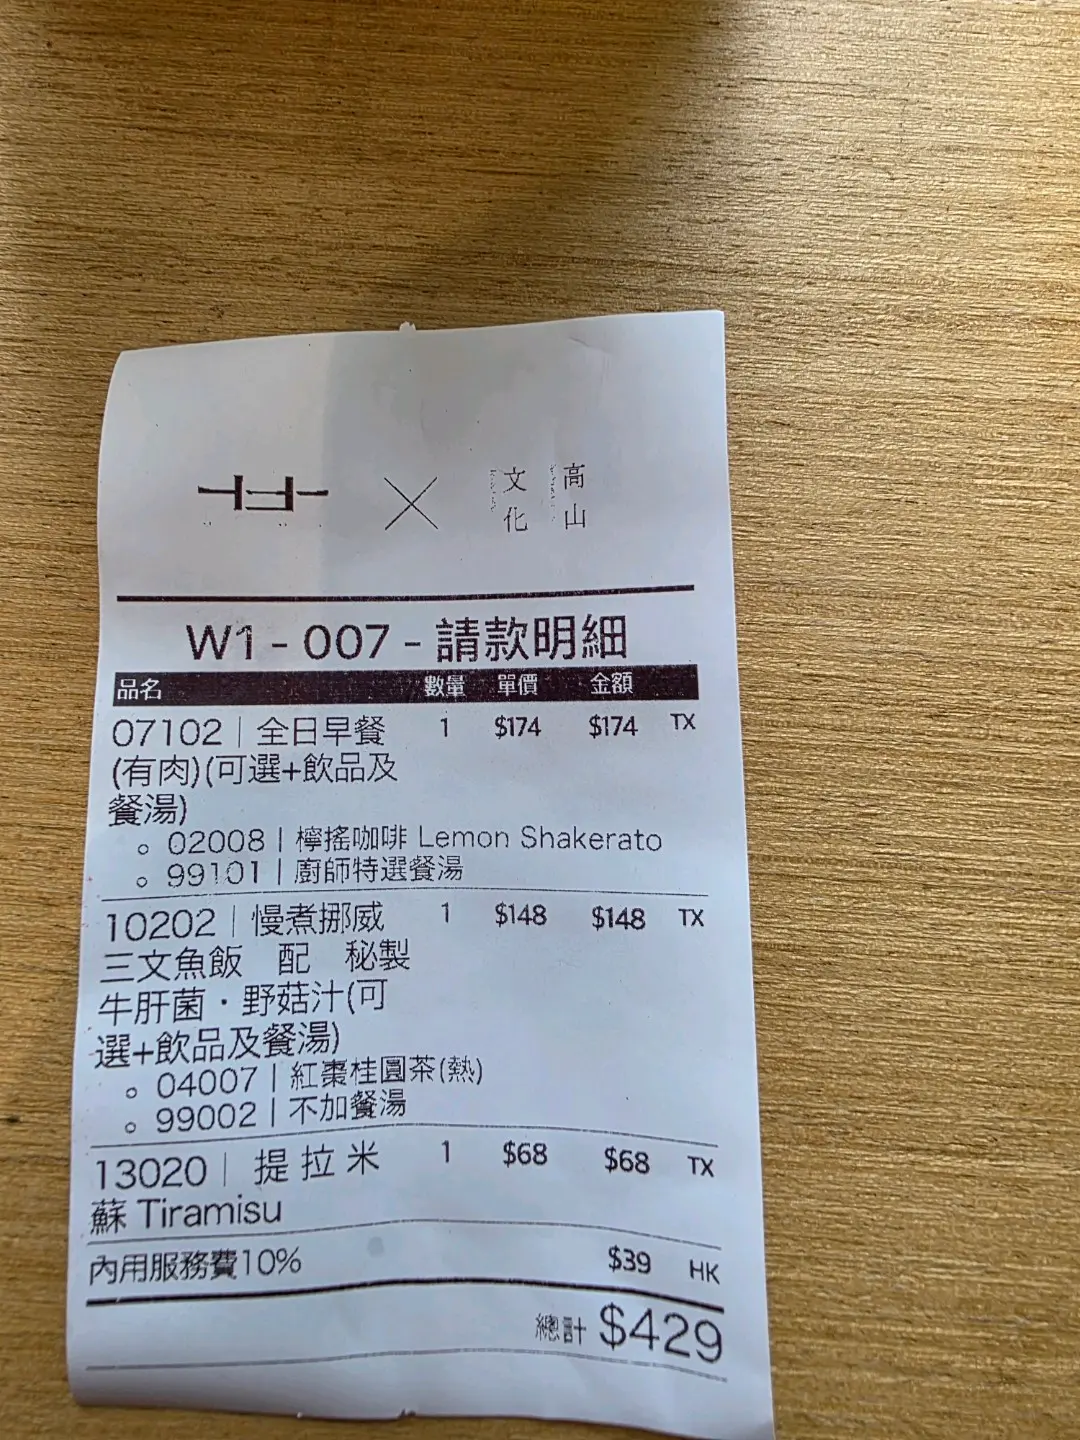 文化 高山
W1 - 007 - 請款明細
品名 數量 單價 金額
07102 | 全日早餐 1 $174 $174 TX
(有肉)(可選+飲品及
餐湯)
02008 | 檸搖咖啡 Lemon Shakerato
99101 | 廚師特選餐湯
10202 | 慢煮挪威 1 $148 $148 TX
三文魚飯 配 秘製
牛肝菌・野菇汁(可
選+飲品及餐湯)
04007 | 紅棗桂圓茶(熱)
99002 | 不加餐湯
13020 | 提拉米 1 $68 $68 TX
蘇 Tiramisu
內用服務費10% $39 HK
總計 $429